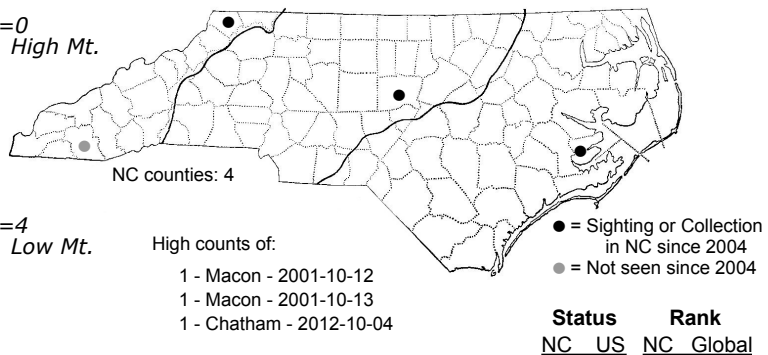 =0
High Mt.
NC counties: 4
=4
Low Mt.
High counts of:
1 - Macon - 2001-10-12
1 - Macon - 2001-10-13
1 - Chatham - 2012-10-04
= Sighting or Collection
in NC since 2004
= Not seen since 2004
Status Rank
NC US NC Global